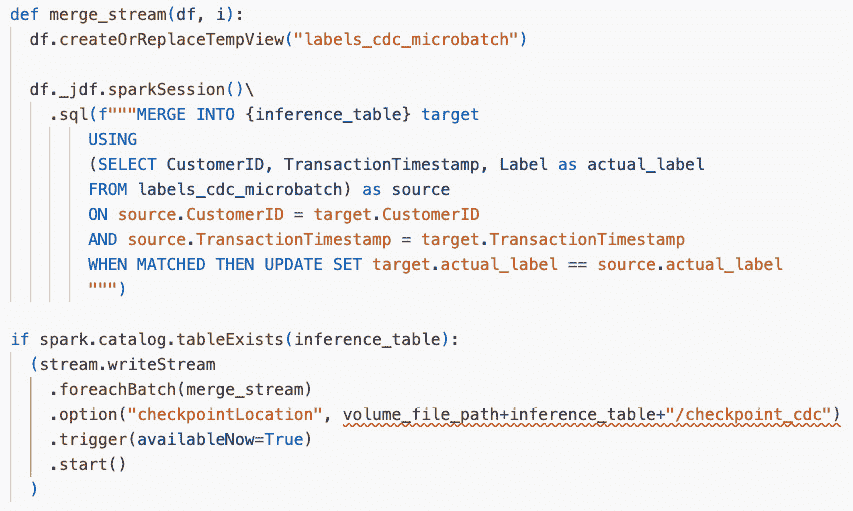 def merge_stream(df, i):
  df.createOrReplaceTempView("labels_cdc_microbatch")
  df._jdf.sparkSession()\
    .sql(f"""MERGE INTO {inference_table} target
        USING
        (SELECT CustomerID, TransactionTimestamp, Label as actual_label
        FROM labels_cdc_microbatch) as source
        ON source.CustomerID = target.CustomerID
        AND source.TransactionTimestamp = target.TransactionTimestamp
        WHEN MATCHED THEN UPDATE SET target.actual_label == source.actual_label
        """)
if spark.catalog.tableExists(inference_table):
  (stream.writeStream
    .foreachBatch(merge_stream)
    .option("checkpointLocation", volume_file_path+inference_table+"/checkpoint_cdc")
    .trigger(availableNow=True)
    .start()
  )